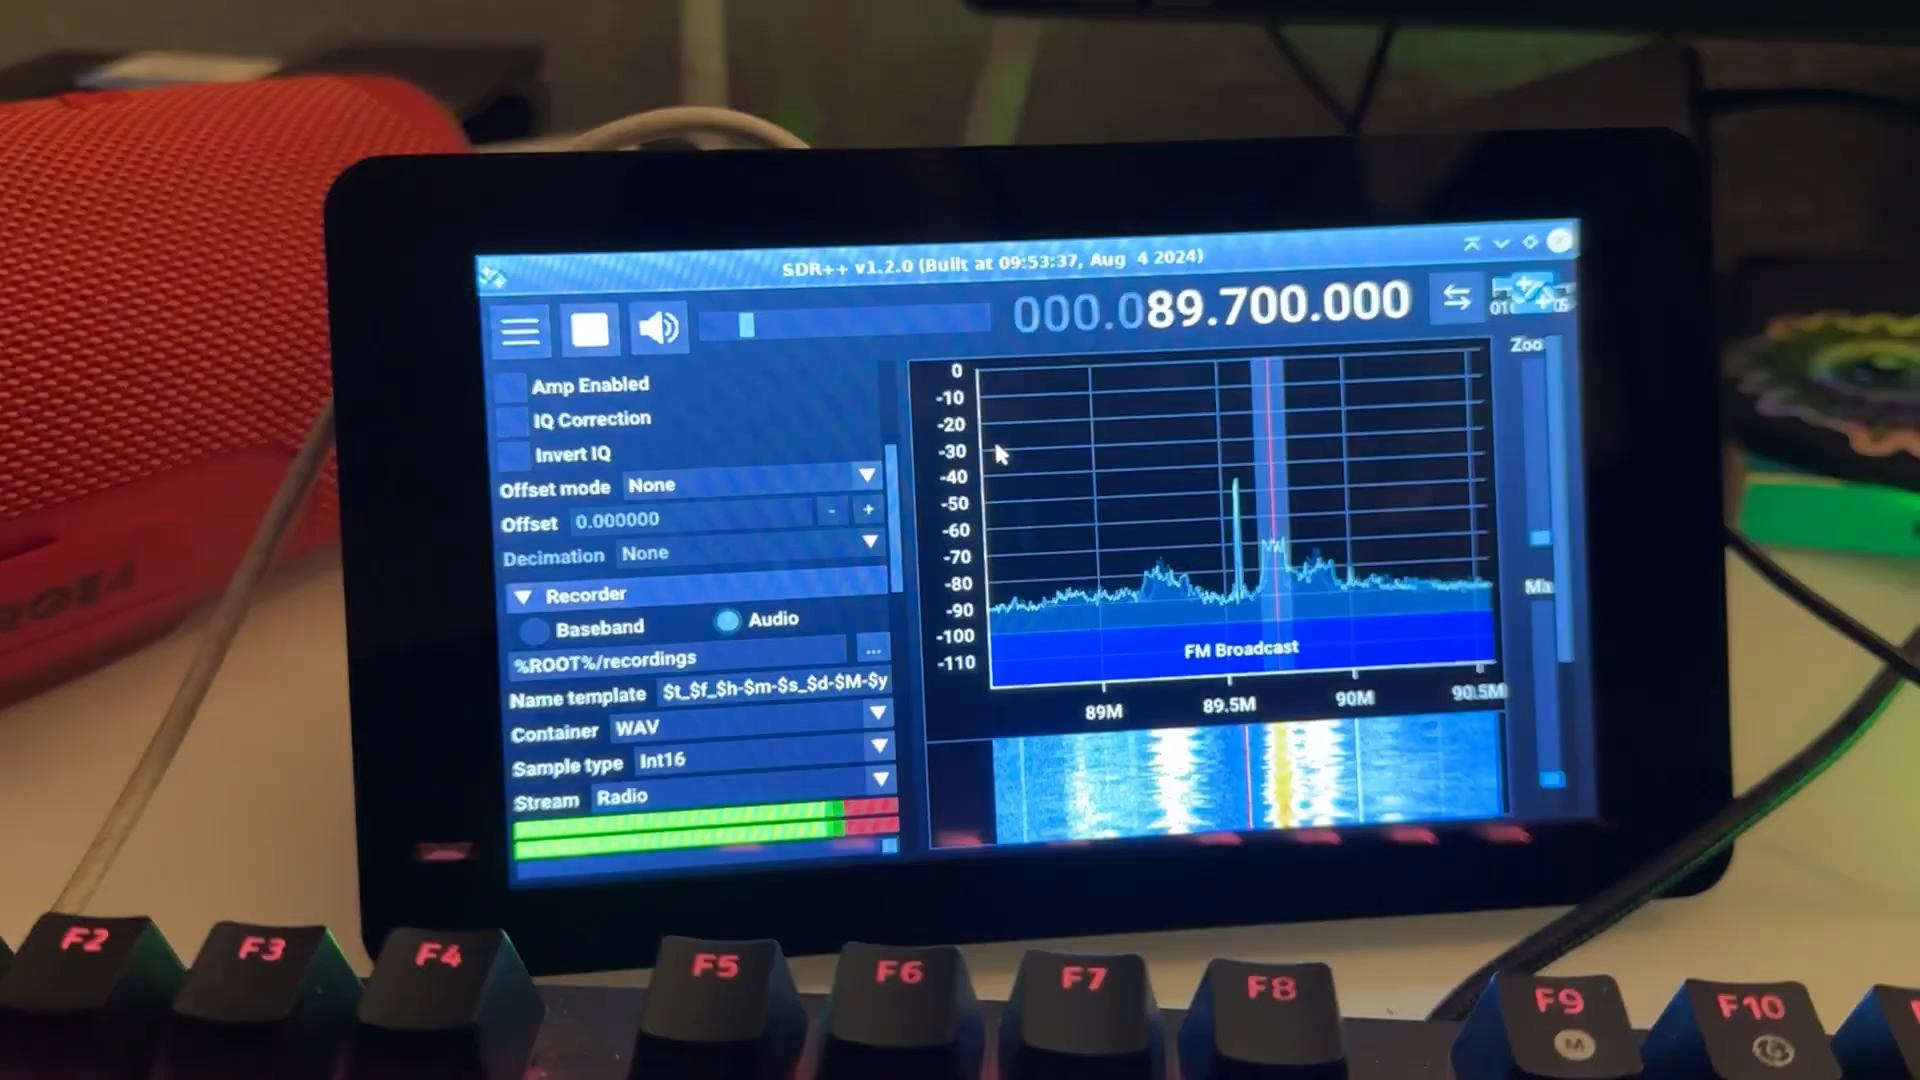 SDR++ v1.2.0 (Built at 09:53:37, Aug 4 2024)
000.089.700.000
Zoo
Amp Enabled
IQ Correction
Invert IQ
Offset mode None
Offset 0.000000 - +
Decimation None
Recorder
Baseband Audio
%ROOT%/recordings ...
Name template $t_$f_$h-$m-$s_$d-$M-$y
Container WAV
Sample type Int16
Stream Radio
0
-10
-20
-30
-40
-50
-60
-70
-80
-90
-100
-110
FM Broadcast
89M 89.5M 90M 90.5M
Ma
F2 F3 F4 F5 F6 F7 F8 F9 F10
M